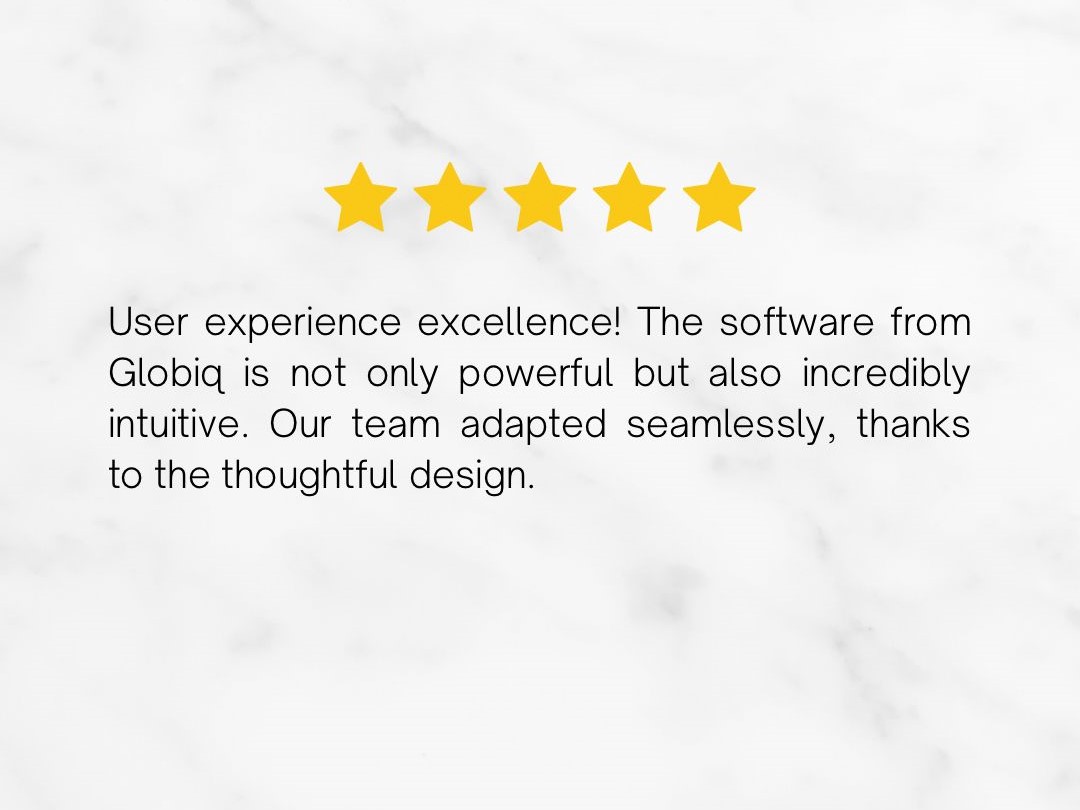 User experience excellence! The software from
Globiq is not only powerful but also incredibly
intuitive. Our team adapted seamlessly, thanks
to the thoughtful design.